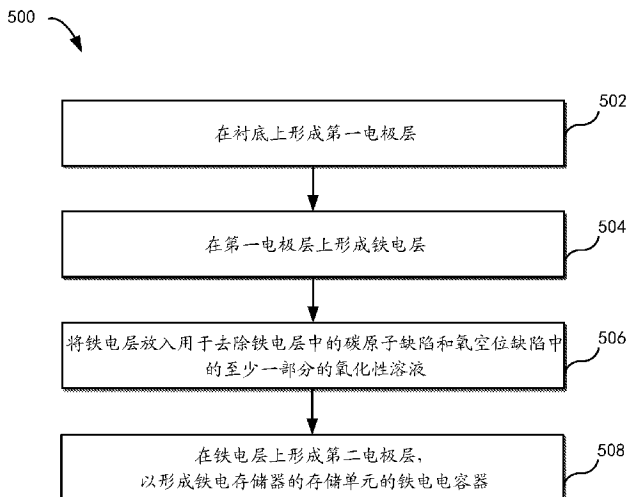 500
502
在衬底上形成第一电极层
504
在第一电极层上形成铁电层
506
将铁电层放入用于去除铁电层中的碳原子缺陷和氧空位缺陷中
的至少一部分的氧化性溶液
508
在铁电层上形成第二电极层,
以形成铁电存储器的存储单元的铁电电容器